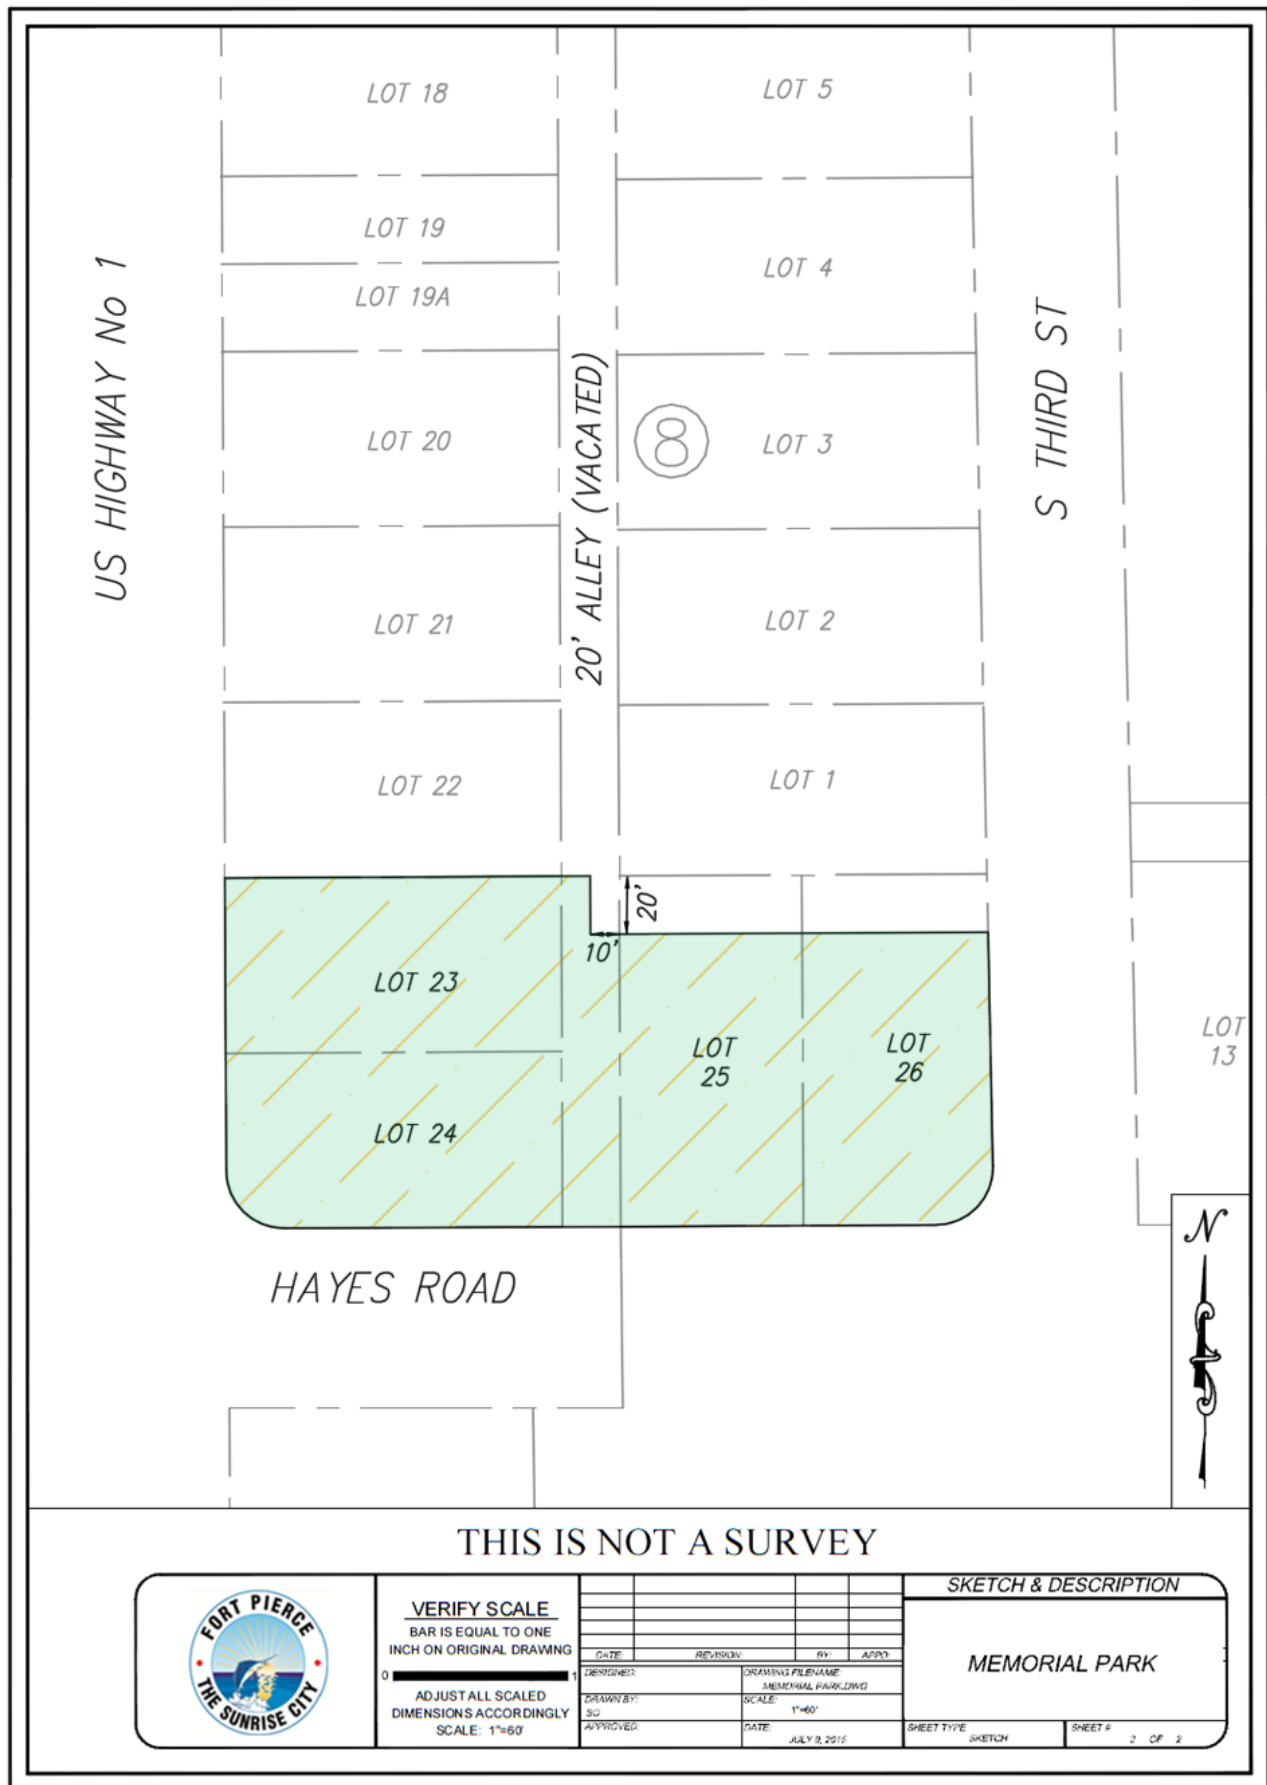 LOT 18
LOT 5
LOT 19
LOT 19A
LOT 4
US HIGHWAY No 1
20' ALLEY (VACATED)
S THIRD ST
LOT 20
8
LOT 3
LOT 21
LOT 2
LOT 22
LOT 1
20'
10'
LOT 23
LOT
25
LOT
26
LOT
13
LOT 24
N
HAYES ROAD
THIS IS NOT A SURVEY
FORT PIERCE
THE SUNRISE CITY
VERIFY SCALE
BAR IS EQUAL TO ONE
INCH ON ORIGINAL DRAWING
0 1
ADJUST ALL SCALED
DIMENSIONS ACCORDINGLY
SCALE: 1"=60'
DATE: REVISION: BY: APPD:
DESIGNED:
DRAWING FILENAME:
MEMORIAL PARK.DWG
DRAWN BY:
SCALE:
1"=60'
APPROVED:
DATE:
SKETCH & DESCRIPTION
MEMORIAL PARK
SHEET TYPE
SKETCH
SHEET #
2 OF 2